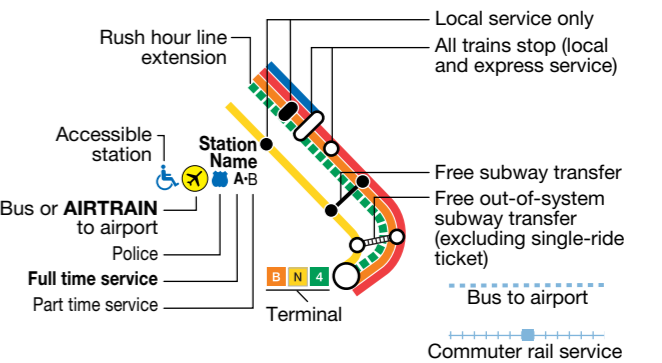 Local service only
Rush hour line
extension
All trains stop (local
and express service)
Accessible
station
Station
Name
A•B
Free subway transfer
Free out-of-system
subway transfer
(excluding single-ride
ticket)
Bus or AIRTRAIN
to airport
Police
Full time service
Part time service
B N 4
Terminal
Bus to airport
Commuter rail service